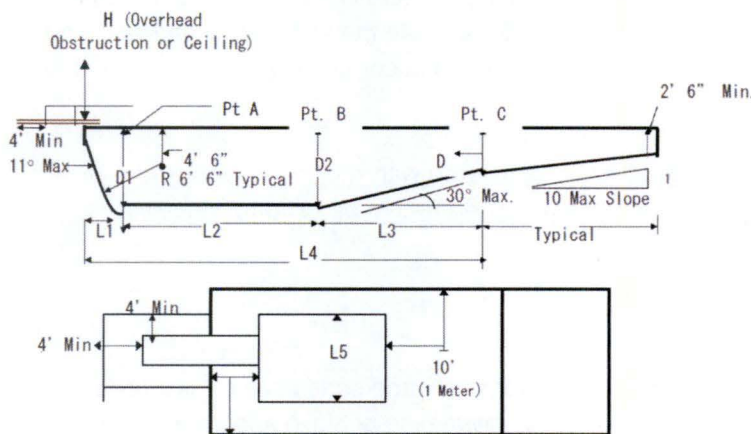 H (Overhead
Obstruction or Ceiling)
2' 6" Min.
Pt A
Pt. B
Pt. C
4' Min
11° Max
D1
4' 6"
R 6' 6" Typical
D2
D
30° Max.
1
10 Max Slope
L1
L2
L3
Typical
L4
4' Min
4' Min
L5
10'
(1 Meter)